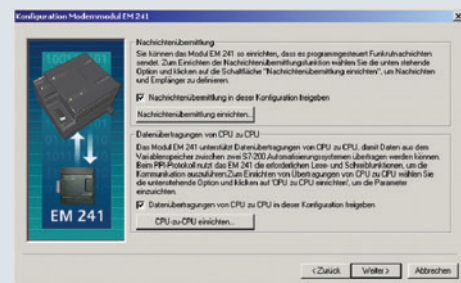 Konfiguration Modemmodul EM 241
Nachrichtenübermittlung
Sie können das Modul EM 241 so einrichten, dass es programmgesteuert Funkrufnachrichten
sendet. Zum Einrichten der Nachrichtenübermittlungsfunktion wählen Sie die unten stehende
Option und klicken auf die Schaltfläche "Nachrichtenübermittlung einrichten", um Nachrichten
und Empfänger zu definieren.
Nachrichtenübermittlung in dieser Konfiguration freigeben
Nachrichtenübermittlung einrichten...
Datenübertragungen von CPU zu CPU
Das Modul EM 241 unterstützt Datenübertragungen von CPU zu CPU, damit Daten aus dem
Variablenspeicher zwischen zwei S7-200 Automatisierungssystemen übertragen werden können.
Beim PPI-Protokoll nutzt das EM 241 die erforderlichen Lese- und Schreibfunktionen, um die
Kommunikation auszuführen. Zum Einrichten von Übertragungen von CPU zu CPU wählen Sie
die untenstehende Option und klicken auf 'CPU zu CPU einrichten', um die Parameter
einzurichten.
Datenübertragungen von CPU zu CPU in dieser Konfiguration freigeben
CPU-zu-CPU einrichten...
EM 241
<Zurück
Weiter>
Abbrechen